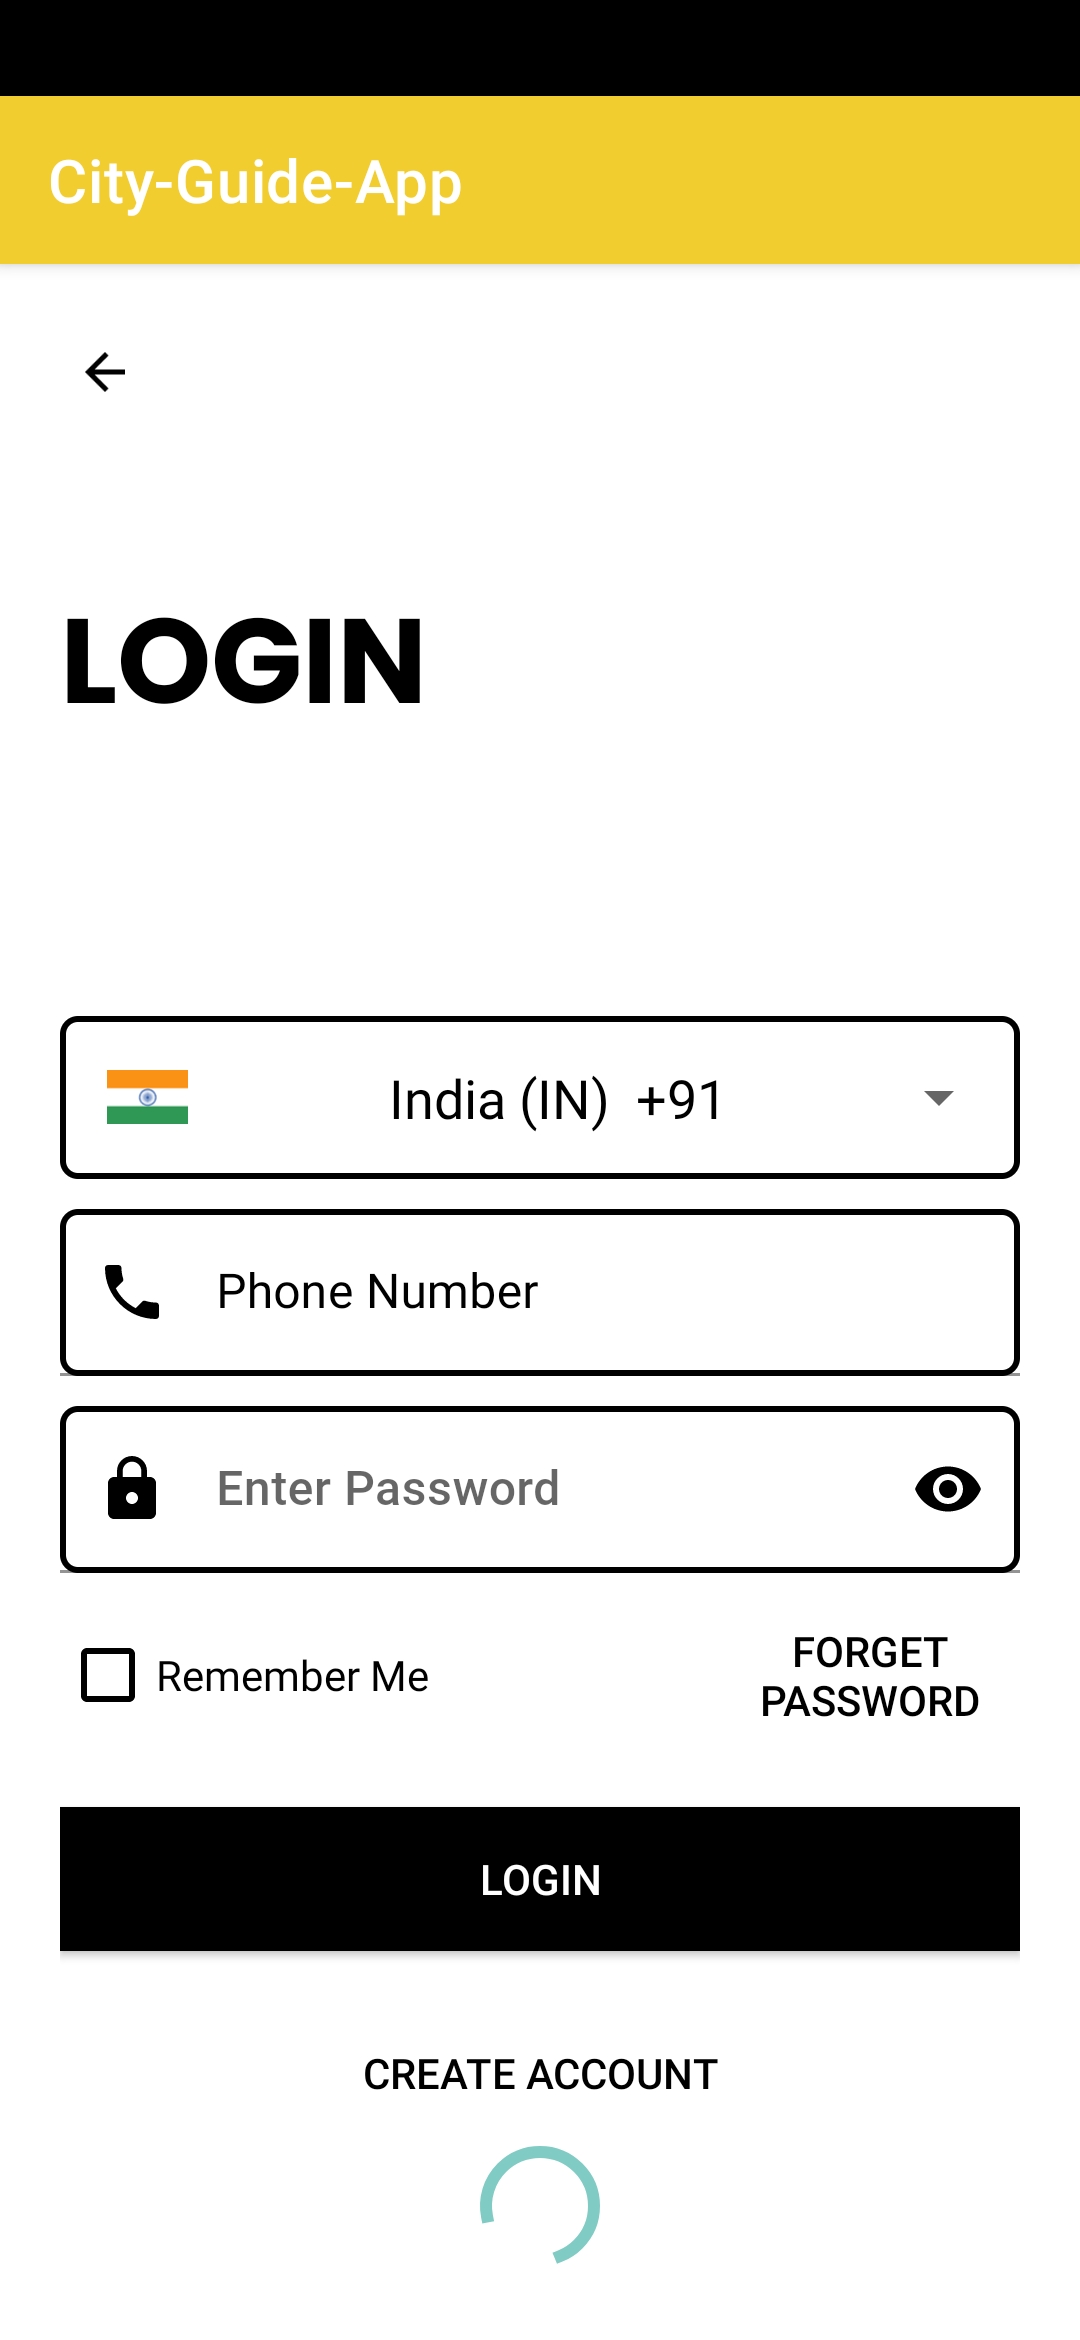 City-Guide-App
LOGIN
India (IN) +91
Phone Number
Enter Password
Remember Me
FORGET
PASSWORD
LOGIN
CREATE ACCOUNT